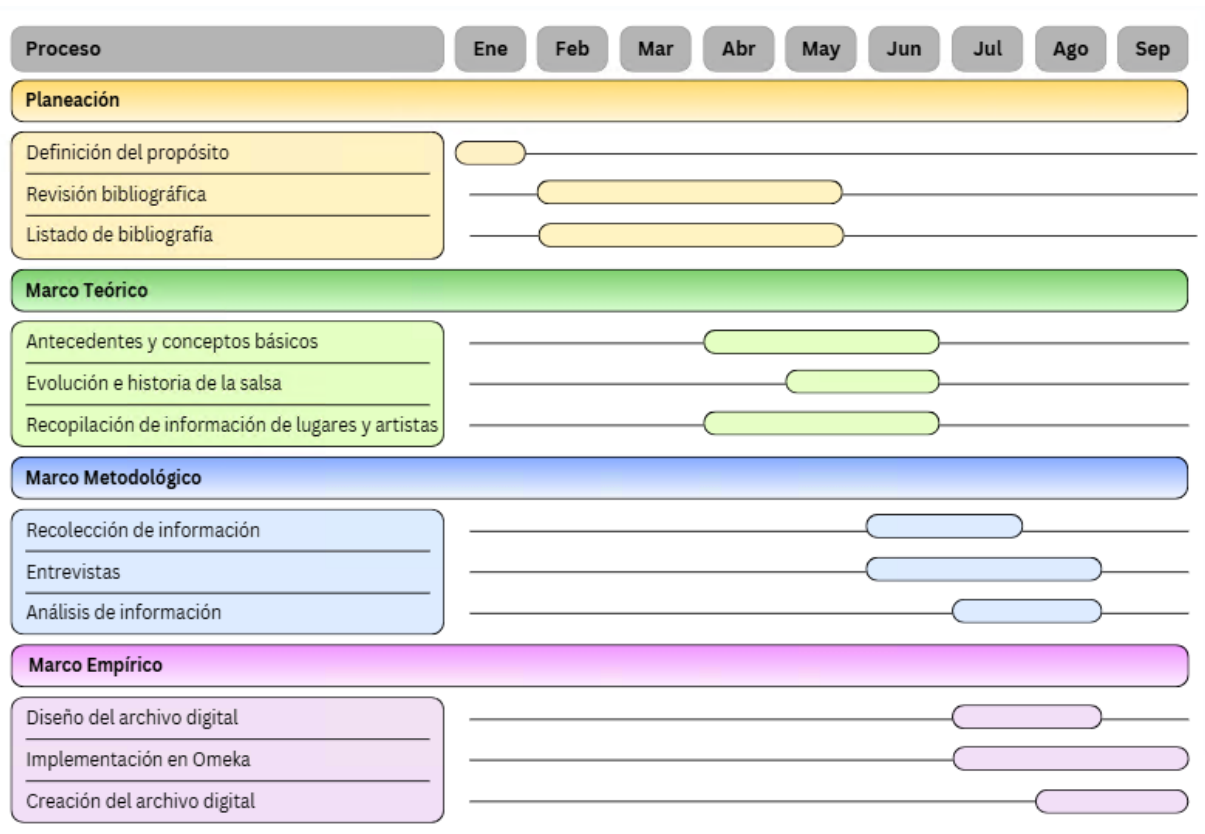 Proceso Ene Feb Mar Abr May Jun Jul Ago Sep
Planeación
Definición del propósito
Revisión bibliográfica
Listado de bibliografía
Marco Teórico
Antecedentes y conceptos básicos
Evolución e historia de la salsa
Recopilación de información de lugares y artistas
Marco Metodológico
Recolección de información
Entrevistas
Análisis de información
Marco Empírico
Diseño del archivo digital
Implementación en Omeka
Creación del archivo digital